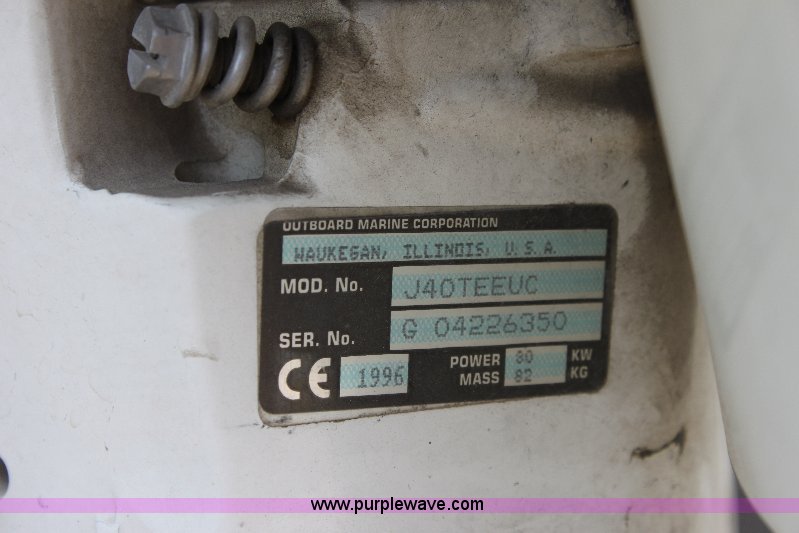 OUTBOARD MARINE CORPORATION
WAUKEGAN, ILLINOIS, U.S.A.
MOD. No. J40TEEUC
SER. No. G 04226350
CE 1996 POWER 30 KW
MASS 82 KG
www.purplewave.com